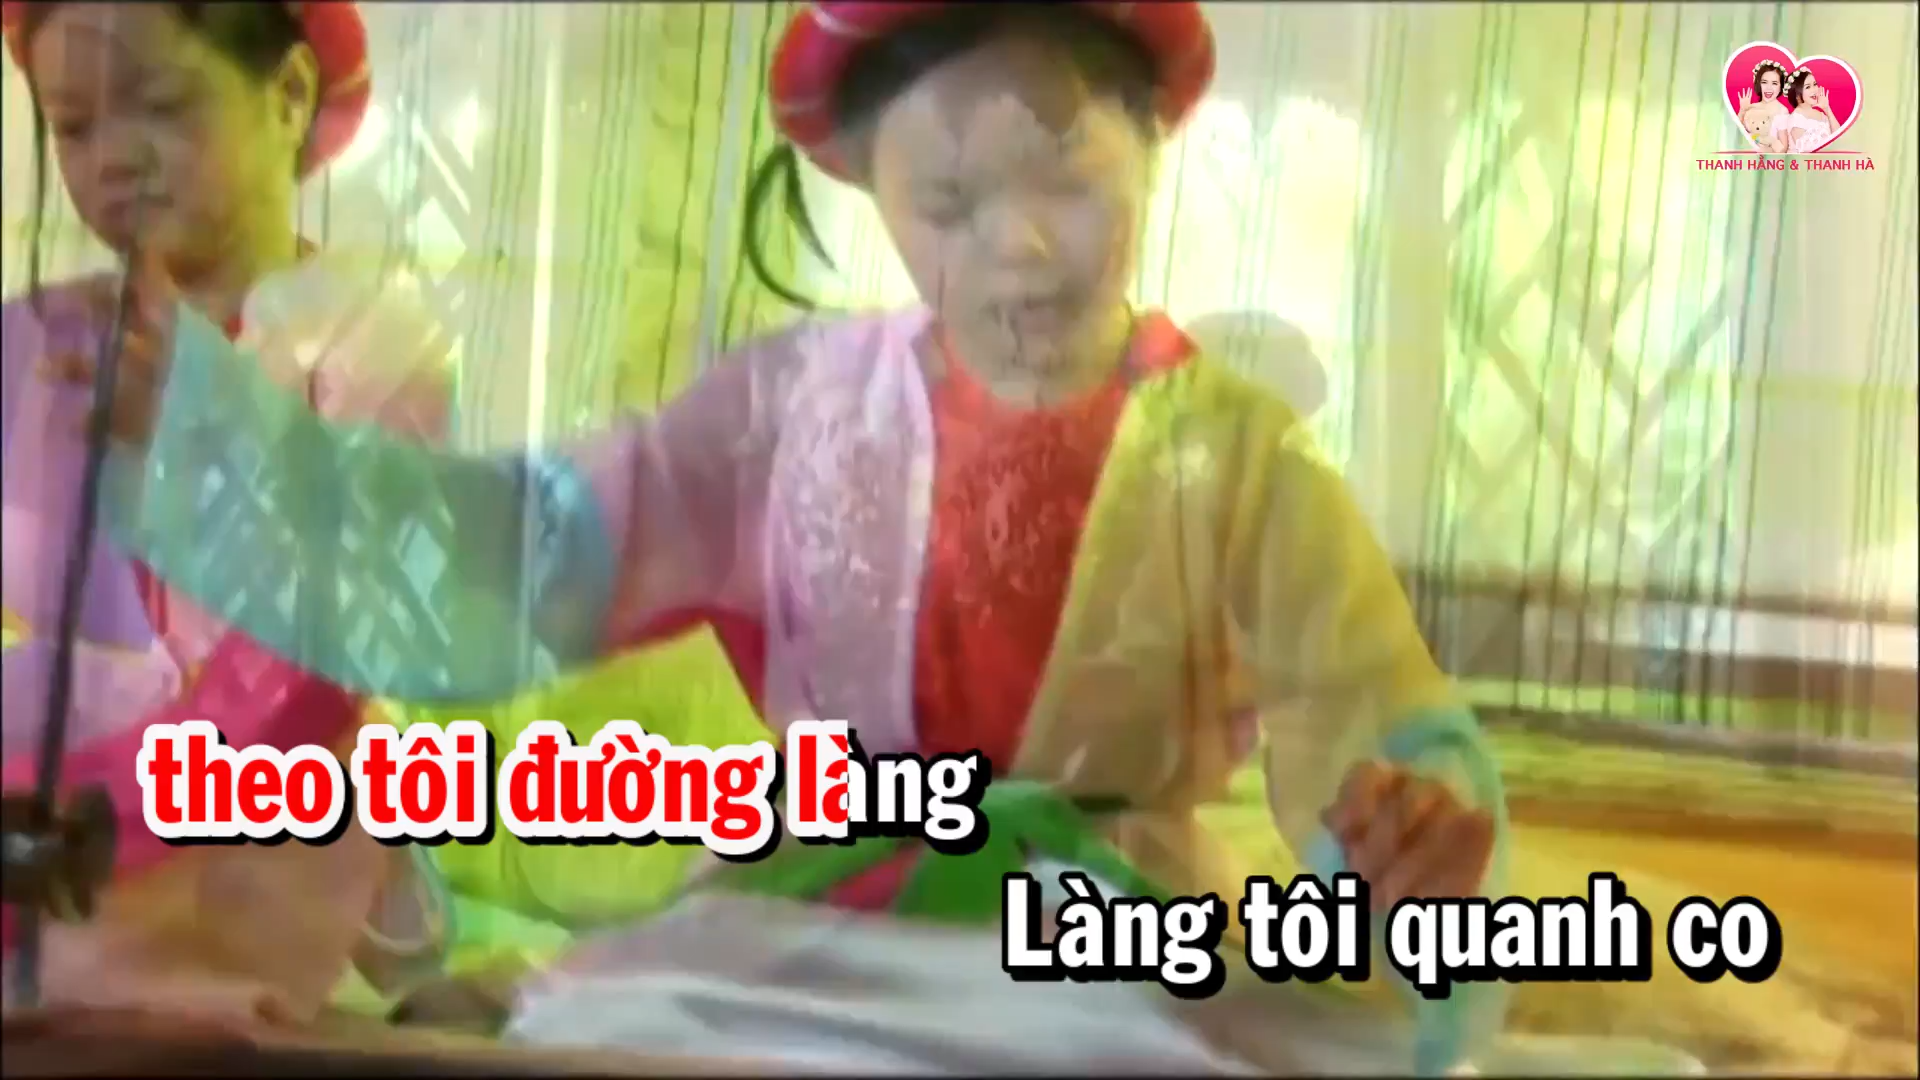 THANH HẰNG & THANH HÀ
theo tôi đường làng
Làng tôi quanh co